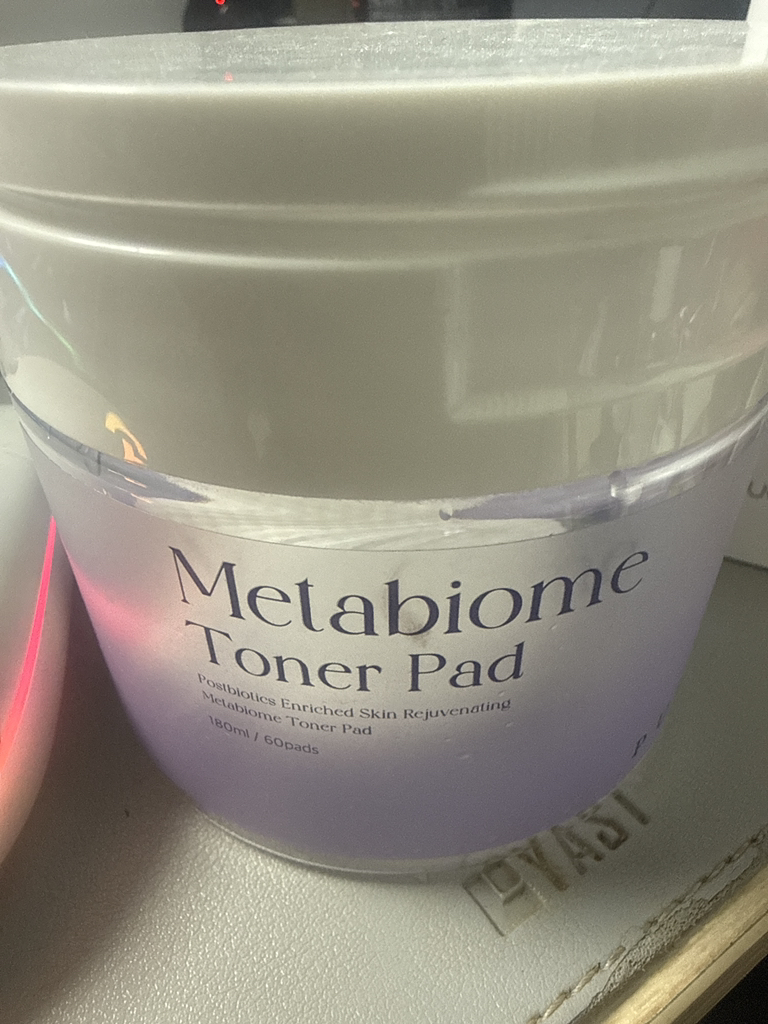 Metabiome
Toner Pad
Postbiotics Enriched Skin Rejuvenating
Metabiome Toner Pad
180ml / 60pads